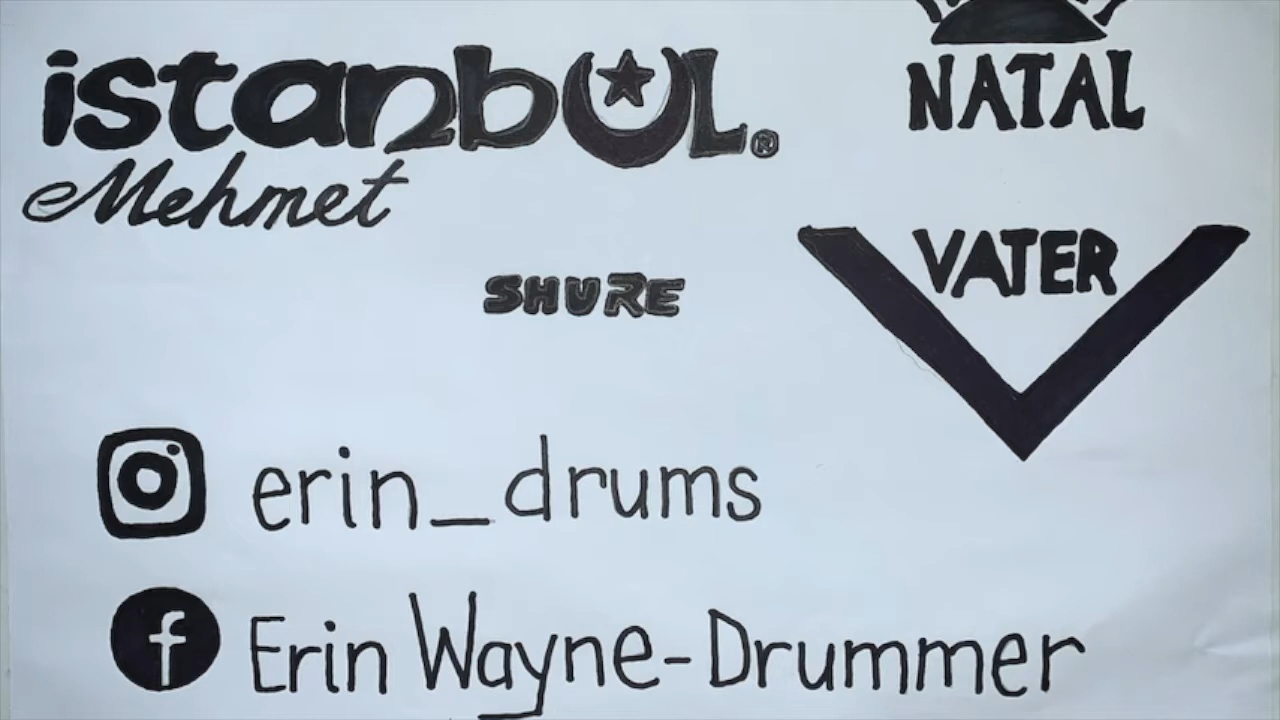 istanbul®
Mehmet
NATAL
SHURE
VATER
erin_drums
f Erin Wayne-Drummer